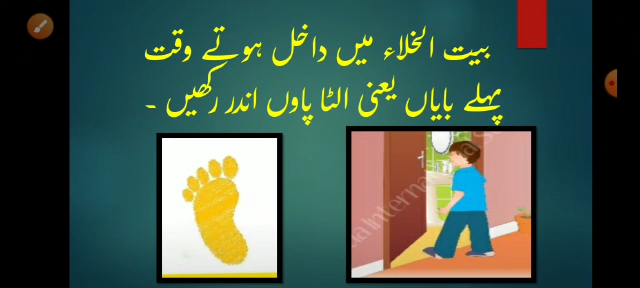 بیت الخلاء میں داخل ہوتے وقت
پہلے بایاں یعنی الٹا پاوں اندر رکھیں ۔